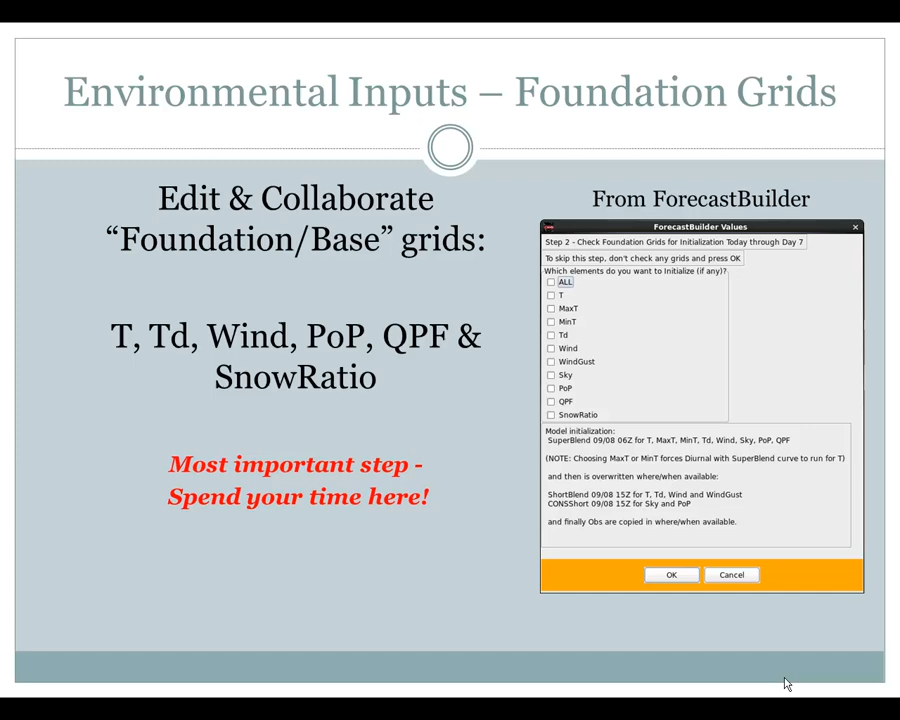 Environmental Inputs – Foundation Grids
Edit & Collaborate
“Foundation/Base” grids:
T, Td, Wind, PoP, QPF &
SnowRatio
Most important step -
Spend your time here!
From ForecastBuilder
ForecastBuilder Values
Step 2 - Check Foundation Grids for Initialization Today through Day 7
To skip this step, don't check any grids and press OK
Which elements do you want to Initialize (if any)?
ALL
T
MaxT
MinT
Td
Wind
WindGust
Sky
PoP
QPF
SnowRatio
Model initialization:
SuperBlend 09/08 06Z for T, MaxT, MinT, Td, Wind, Sky, PoP, QPF
(NOTE: Choosing MaxT or MinT forces Diurnal with SuperBlend curve to run for T)
and then is overwritten where/when available:
ShortBlend 09/08 15Z for T, Td, Wind and WindGust
CONSShort 09/08 15Z for Sky and PoP
and finally Obs are copied in where/when available.
OK Cancel